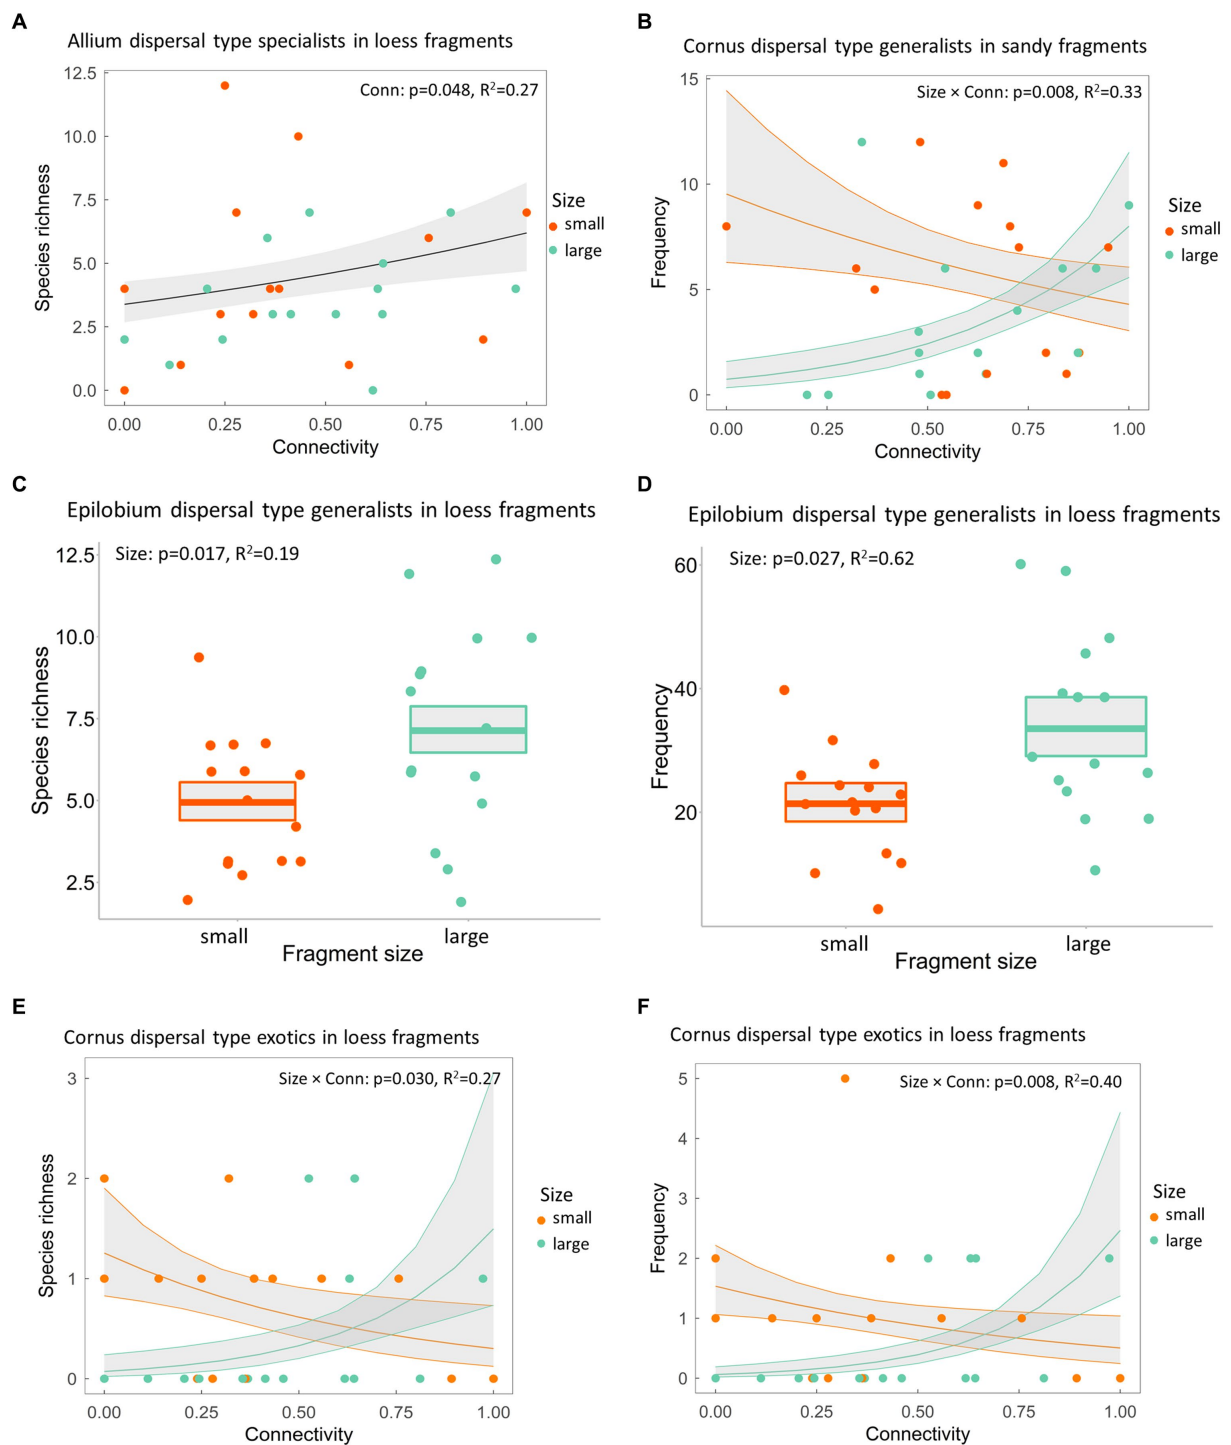 A
Allium dispersal type specialists in loess fragments
Conn: p=0.048, R²=0.27
12.5
10.0
7.5
5.0
2.5
0.0
Species richness
0.00 0.25 0.50 0.75 1.00
Connectivity
Size
small
large
B
Cornus dispersal type generalists in sandy fragments
Size × Conn: p=0.008, R²=0.33
15
10
5
0
Frequency
0.00 0.25 0.50 0.75 1.00
Connectivity
Size
small
large
C
Epilobium dispersal type generalists in loess fragments
Size: p=0.017, R²=0.19
12.5
10.0
7.5
5.0
2.5
Species richness
small large
Fragment size
D
Epilobium dispersal type generalists in loess fragments
Size: p=0.027, R²=0.62
60
40
20
Frequency
small large
Fragment size
E
Cornus dispersal type exotics in loess fragments
Size × Conn: p=0.030, R²=0.27
3
2
1
0
Species richness
0.00 0.25 0.50 0.75 1.00
Connectivity
Size
small
large
F
Cornus dispersal type exotics in loess fragments
Size × Conn: p=0.008, R²=0.40
5
4
3
2
1
0
Frequency
0.00 0.25 0.50 0.75 1.00
Connectivity
Size
small
large